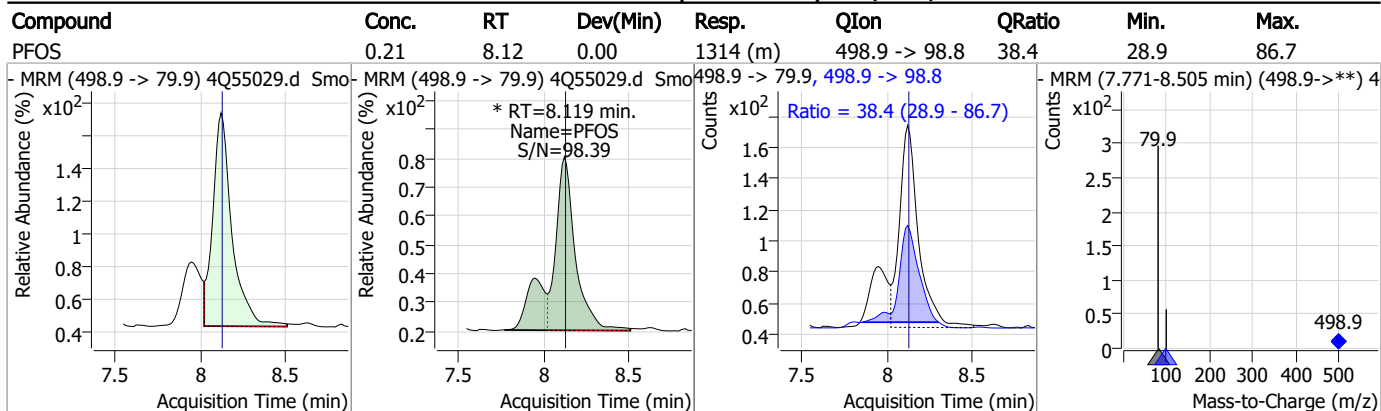 Compound Conc. RT Dev(Min) Resp. QIon QRatio Min. Max.
PFOS 0.21 8.12 0.00 1314 (m) 498.9 -> 98.8 38.4 28.9 86.7
- MRM (498.9 -> 79.9) 4Q55029.d Smo
Relative Abundance (%)
x10²
1.6
1.4
1.2
1
0.8
0.6
0.4
7.5 8 8.5
Acquisition Time (min)
- MRM (498.9 -> 79.9) 4Q55029.d Smo
Relative Abundance (%)
x10²
* RT=8.119 min.
Name=PFOS
S/N=98.39
0.8
0.7
0.6
0.5
0.4
0.3
0.2
7.5 8 8.5
Acquisition Time (min)
498.9 -> 79.9, 498.9 -> 98.8
Counts
x10²
Ratio = 38.4 (28.9 - 86.7)
1.6
1.4
1.2
1
0.8
0.6
0.4
7.5 8 8.5
Acquisition Time (min)
- MRM (7.771-8.505 min) (498.9->**) 4
Counts
x10²
79.9
3
2.5
2
1.5
1
0.5
0
498.9
100 200 300 400 500
Mass-to-Charge (m/z)